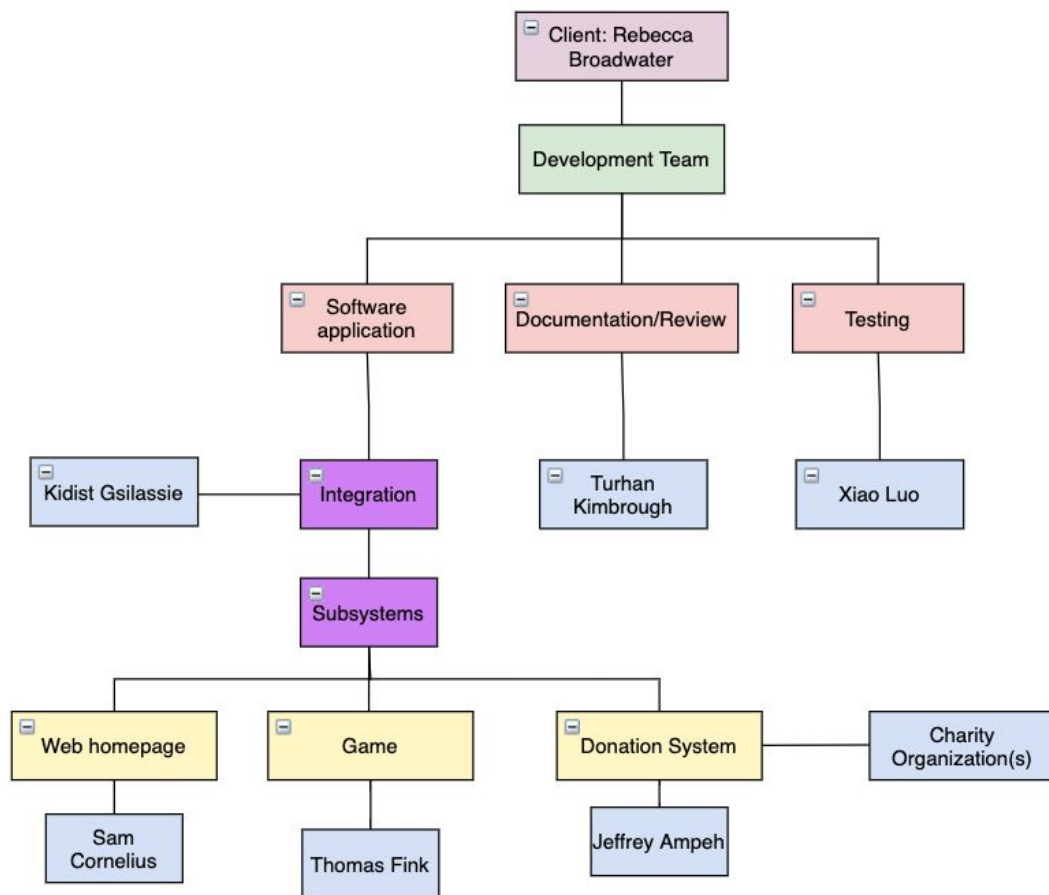 Client: Rebecca
Broadwater
Development Team
Software
application
Documentation/Review
Testing
Kidist Gsilassie
Integration
Turhan
Kimbrough
Xiao Luo
Subsystems
Web homepage
Game
Donation System
Charity
Organization(s)
Sam
Cornelius
Thomas Fink
Jeffrey Ampeh